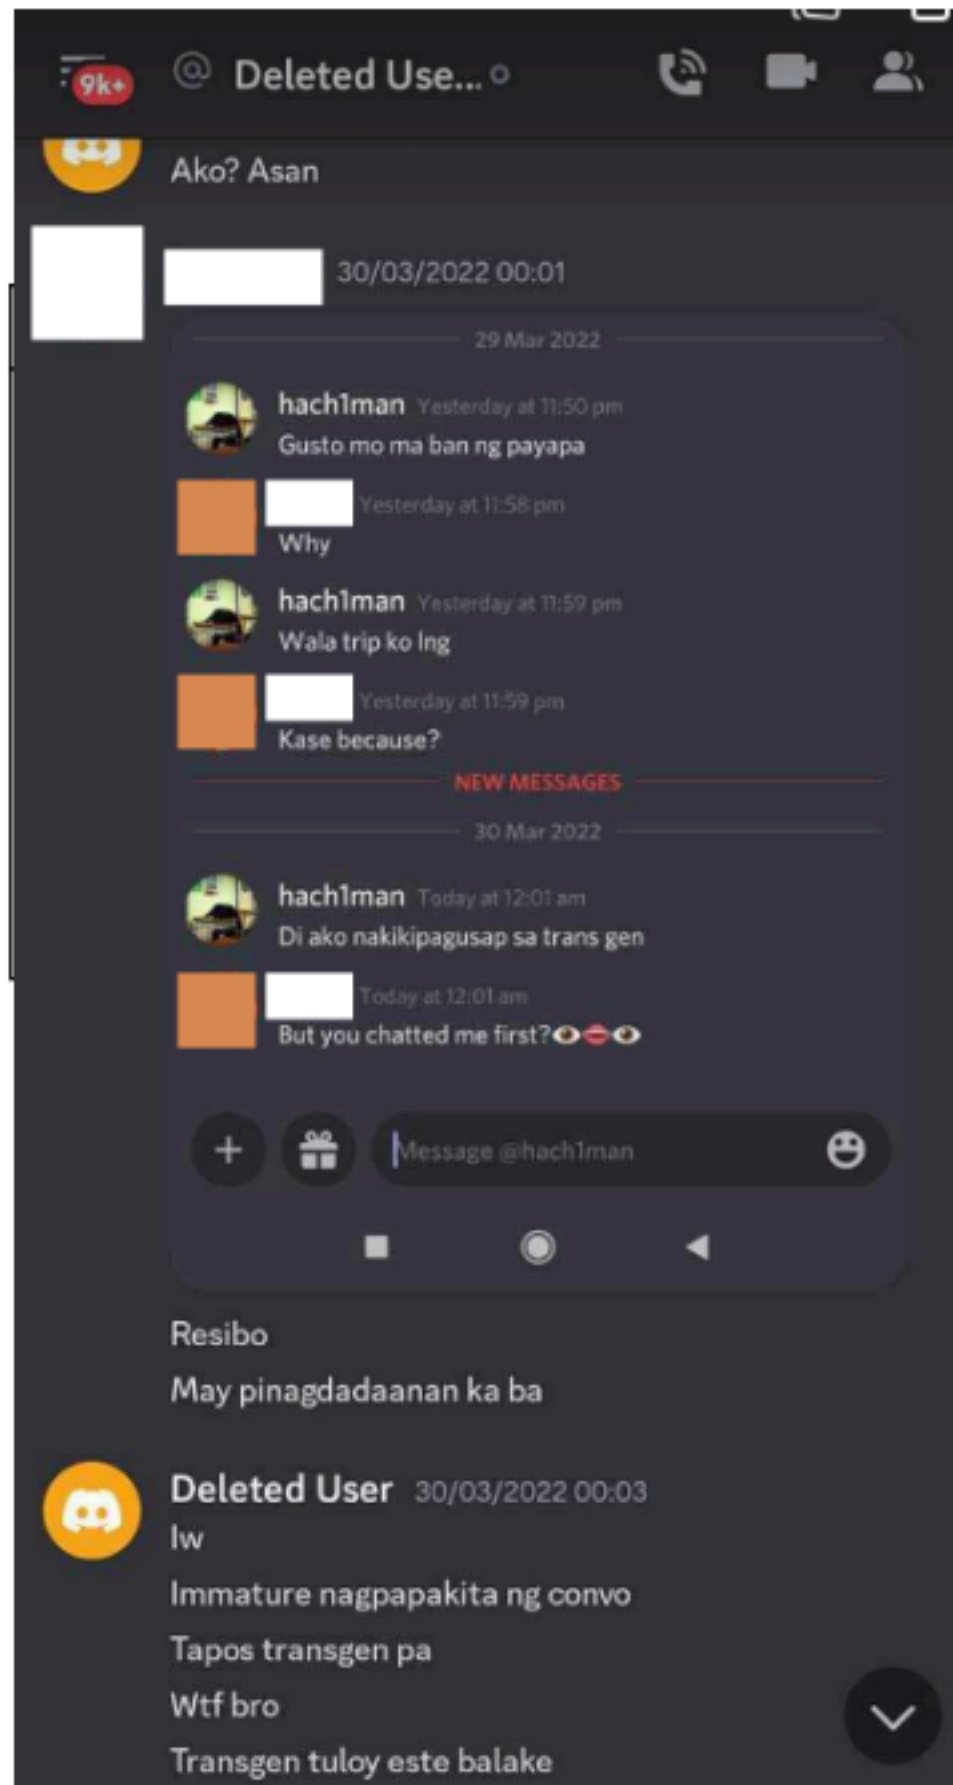 9k+
@ Deleted Use...
Ako? Asan
30/03/2022 00:01
29 Mar 2022
hach1man Yesterday at 11:50 pm
Gusto mo ma ban ng payapa
Yesterday at 11:58 pm
Why
hach1man Yesterday at 11:59 pm
Wala trip ko lng
Yesterday at 11:59 pm
Kase because?
NEW MESSAGES
30 Mar 2022
hach1man Today at 12:01 am
Di ako nakikipagusap sa trans gen
Today at 12:01 am
But you chatted me first?👁️👄👁️
Message @hach1man
Resibo
May pinagdadaanan ka ba
Deleted User 30/03/2022 00:03
Iw
Immature nagpapakita ng convo
Tapos transgen pa
Wtf bro
Transgen tuloy este balake